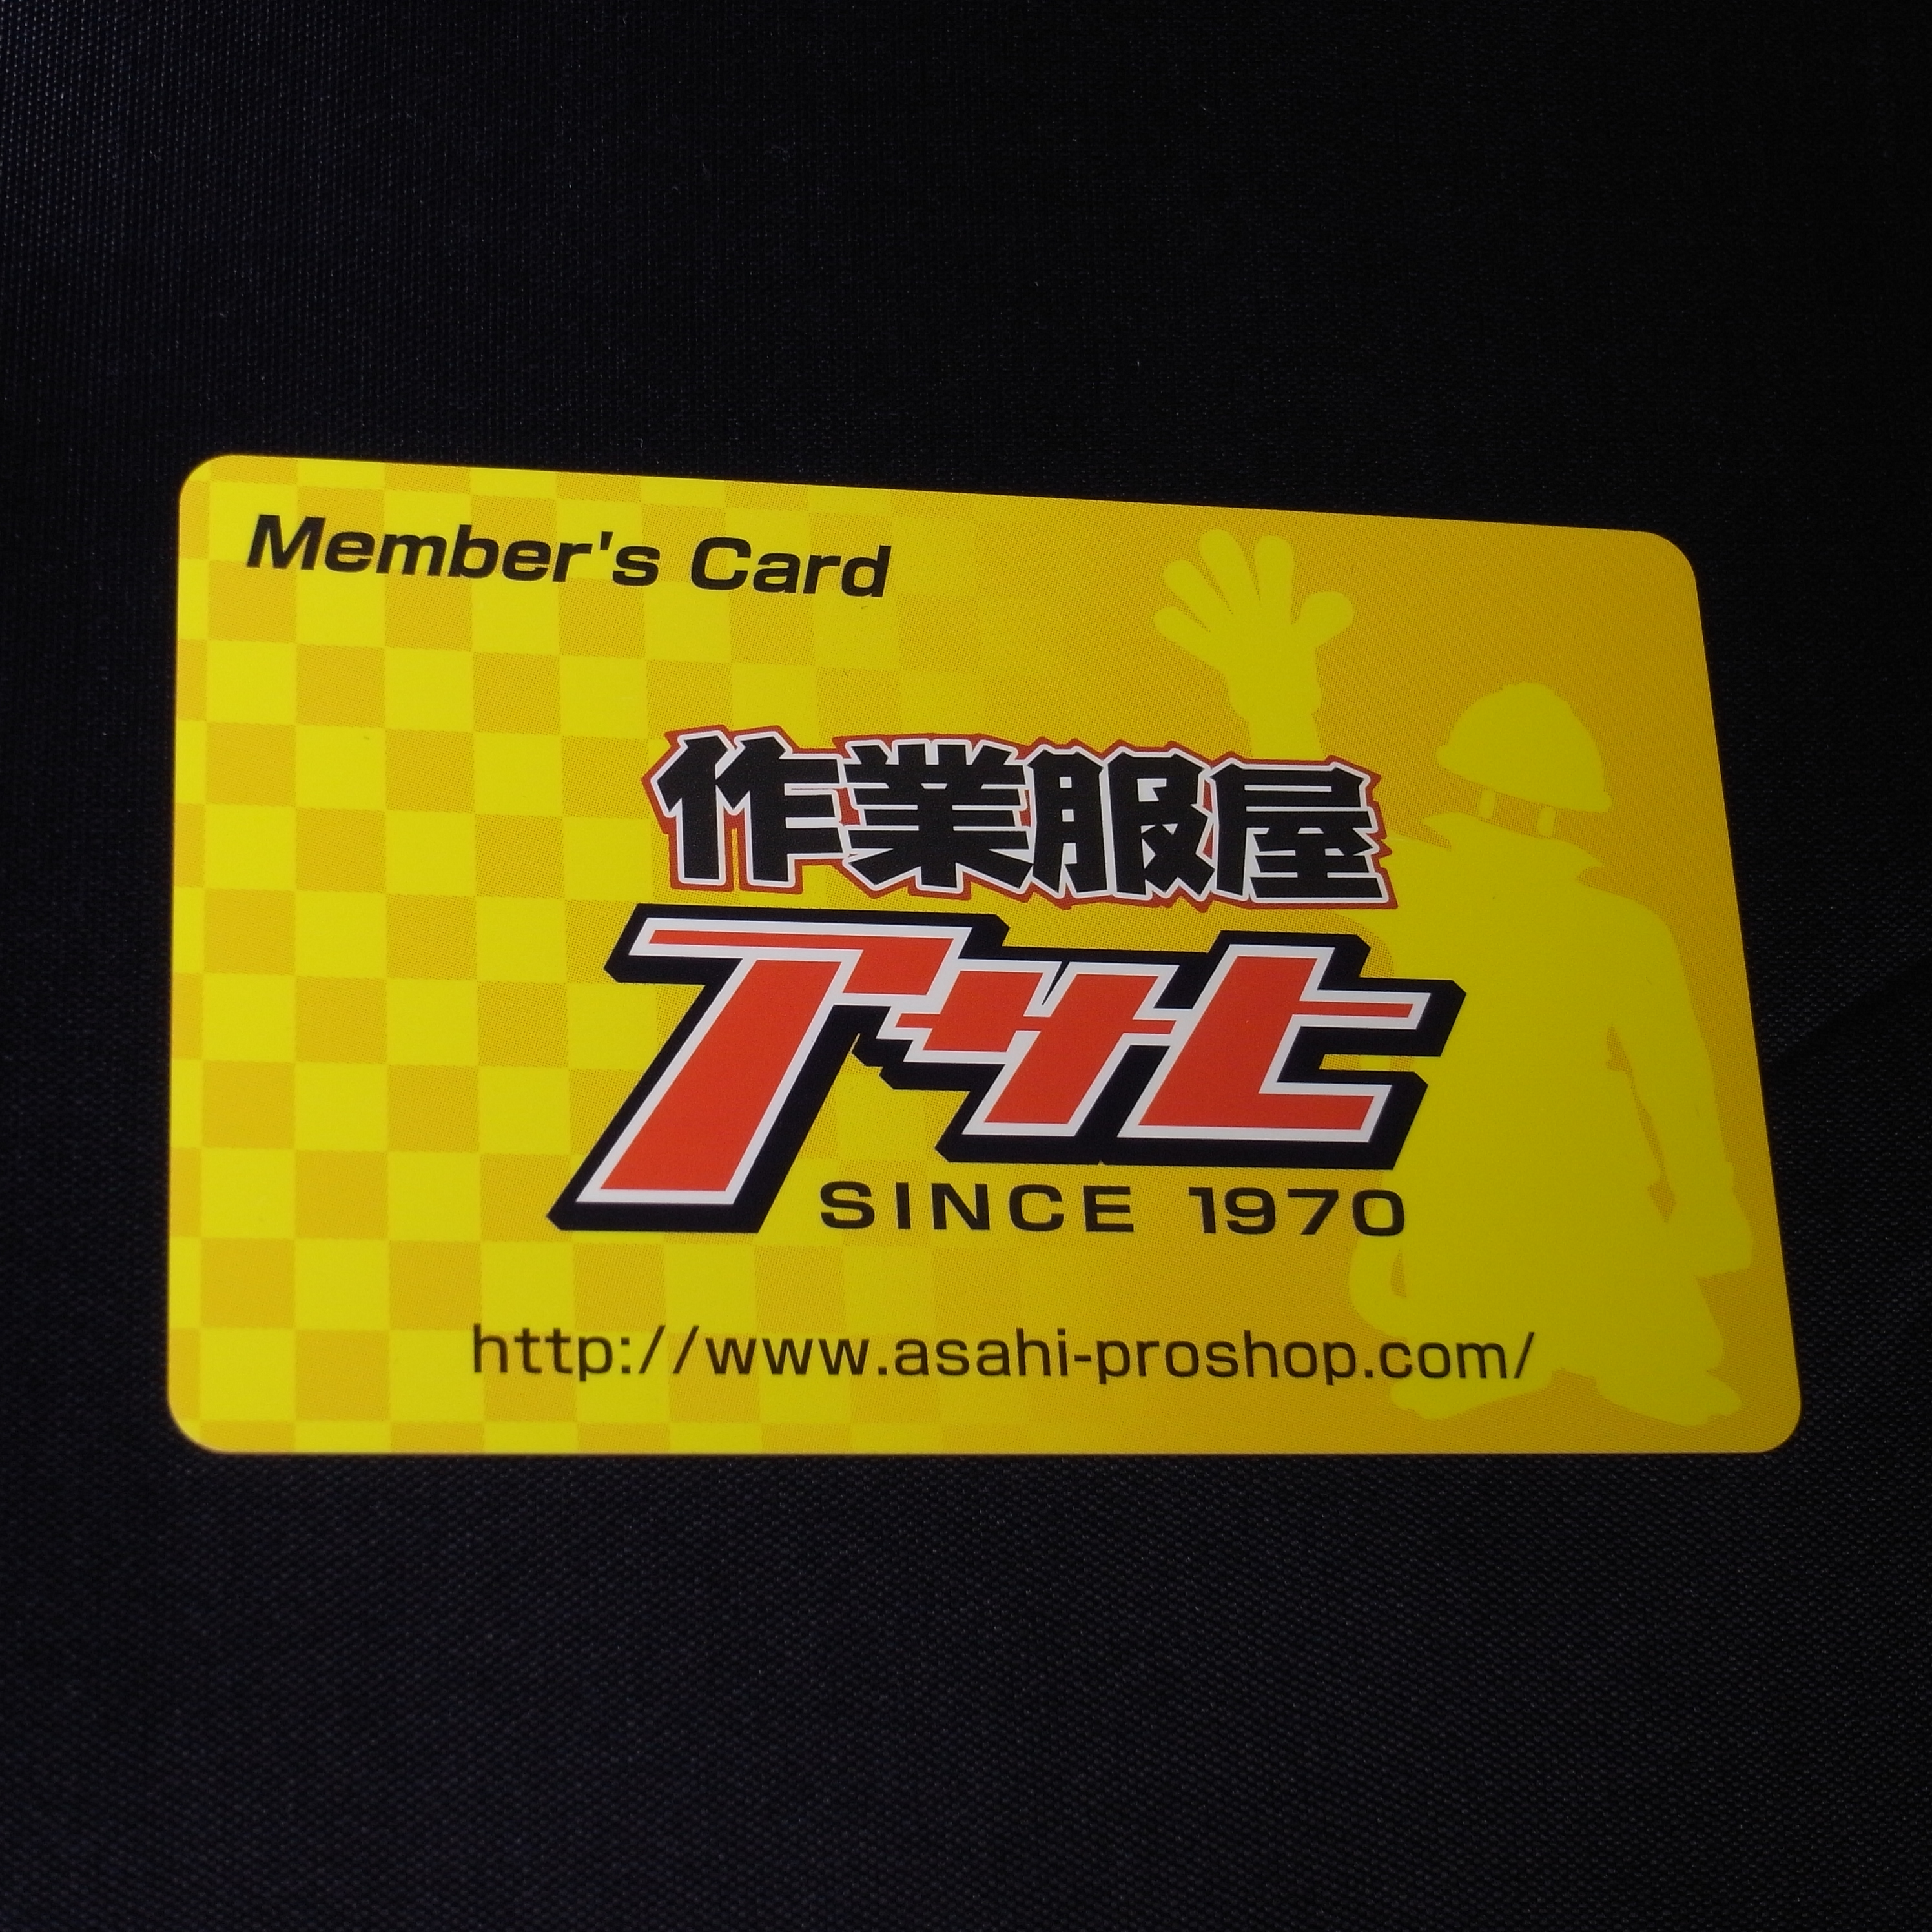 Member's Card
作業服屋
アサヒ
SINCE 1970
http://www.asahi-proshop.com/